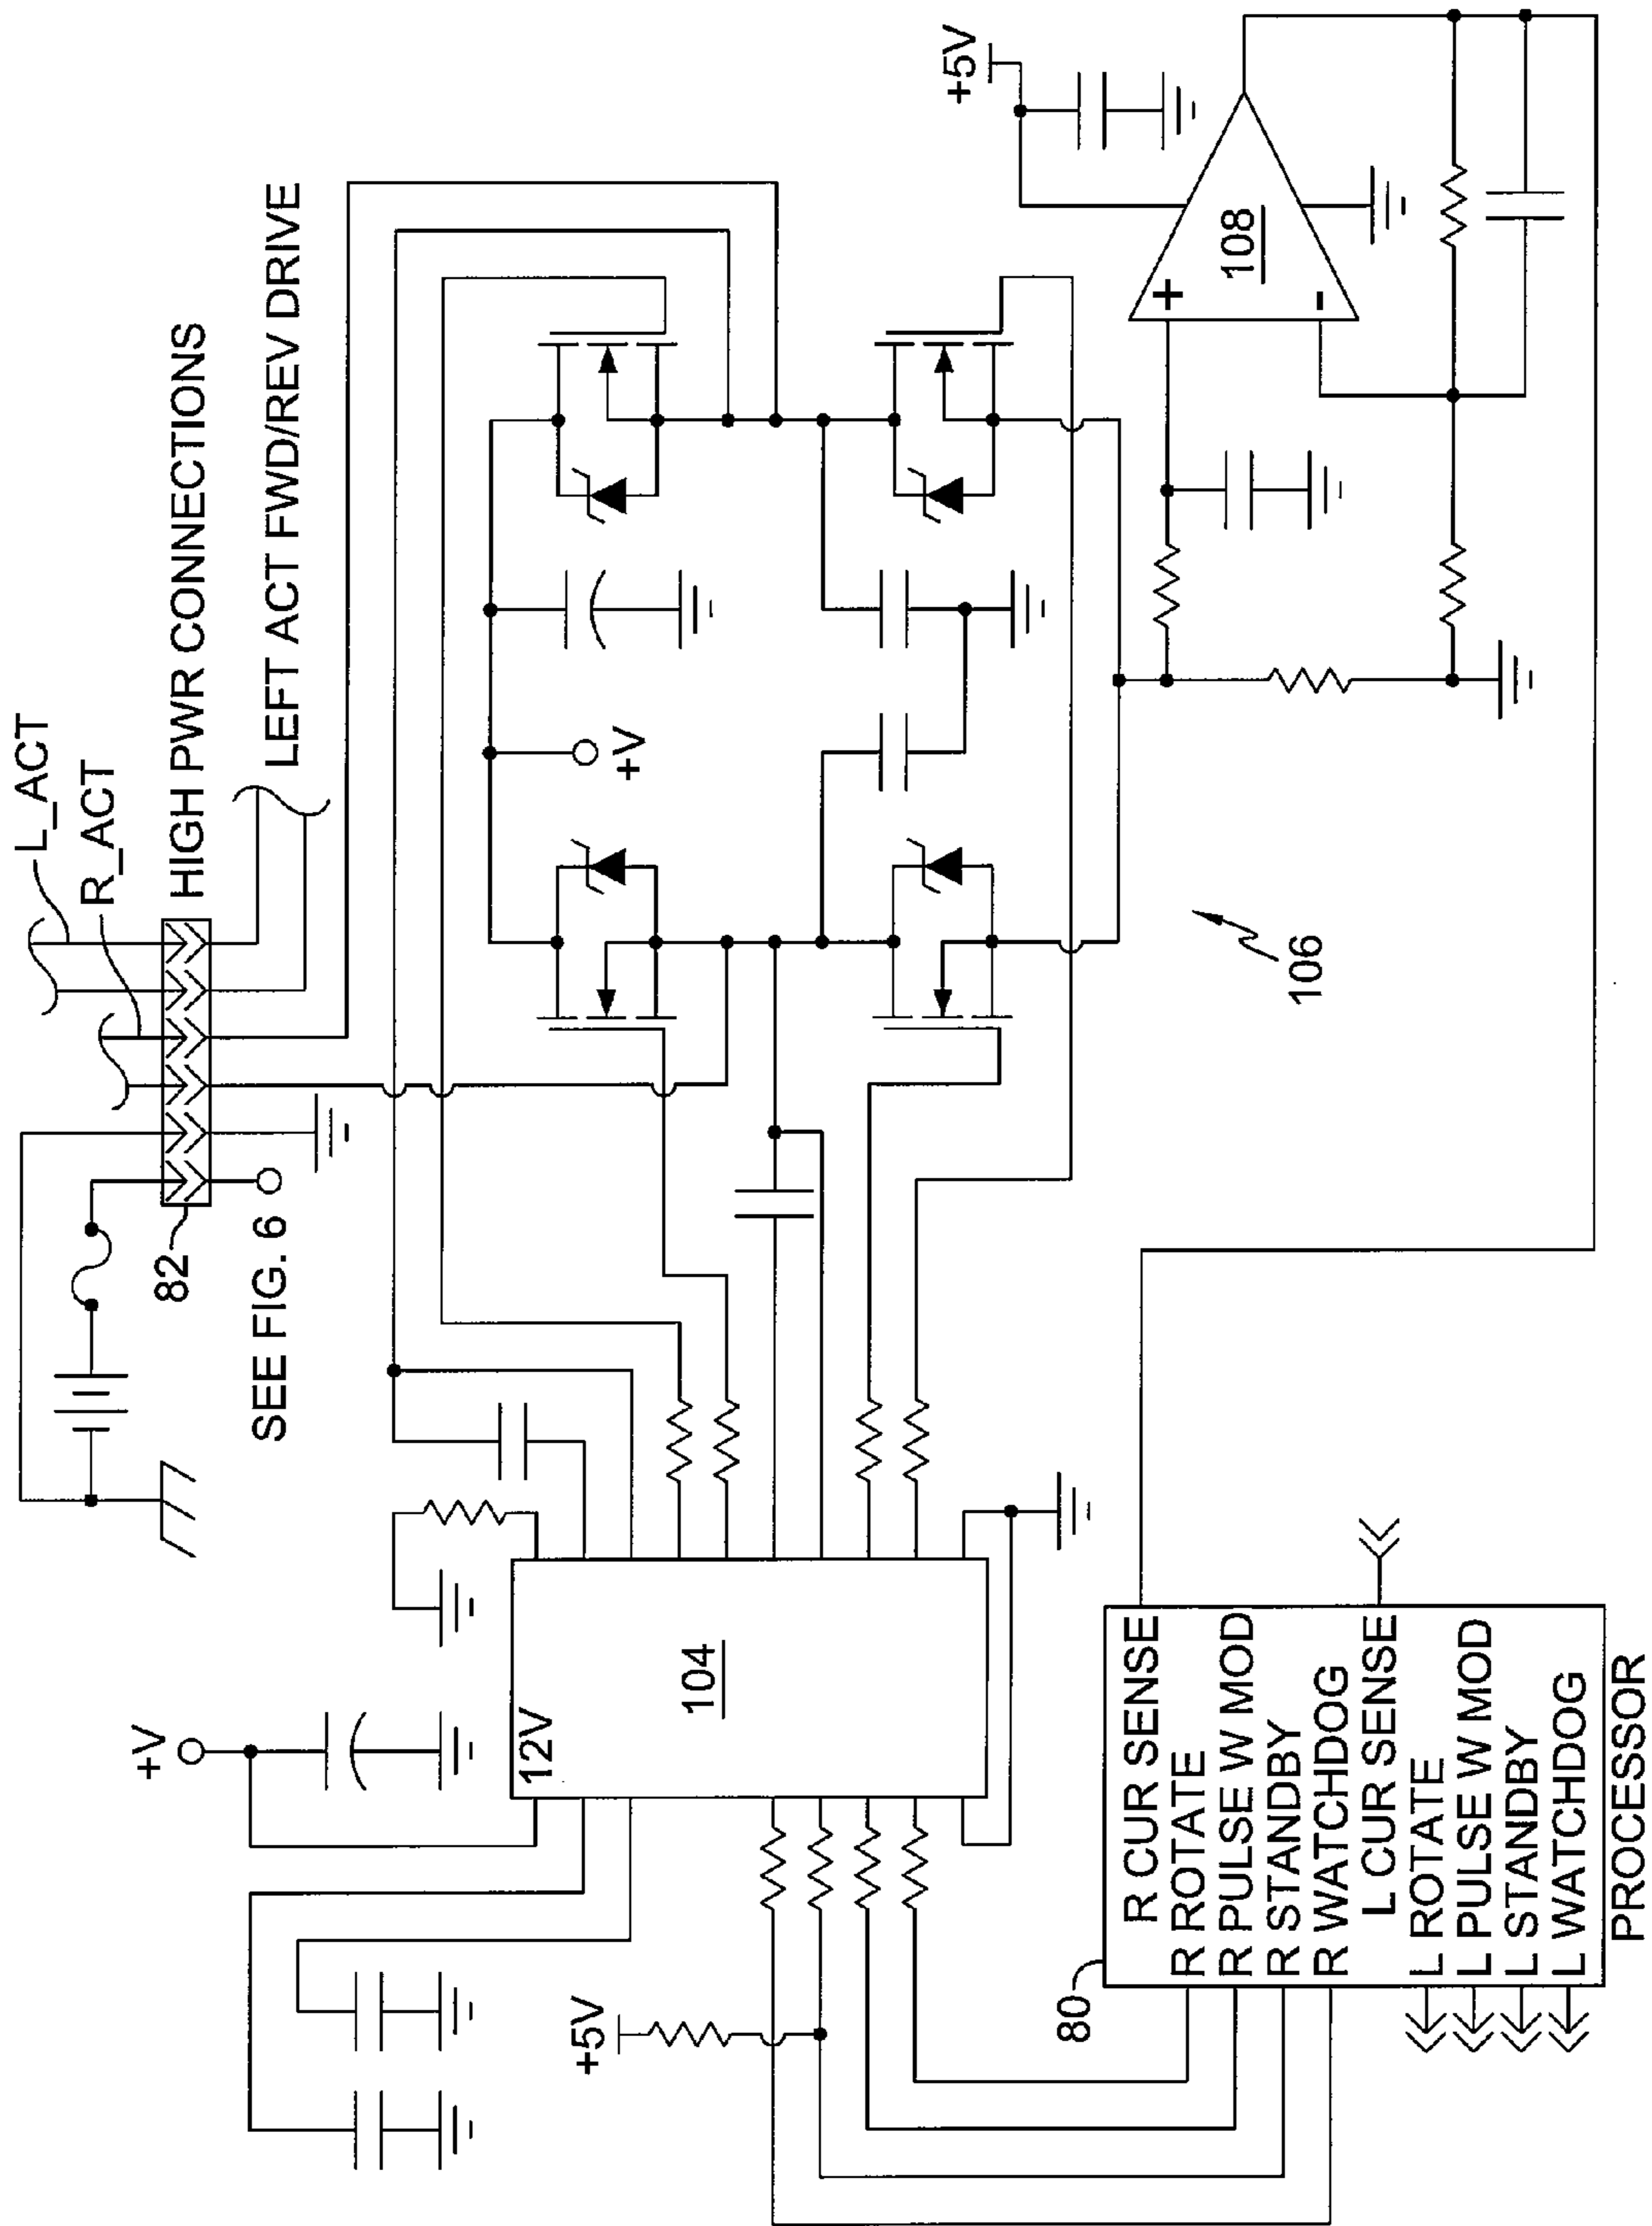 L_ACT
R_ACT
HIGH PWR CONNECTIONS
LEFT ACT FWD/REV DRIVE
82
SEE FIG. 6
+V
+5V
+V
12V
104
106
108
+
-
+5V
80
R CUR SENSE
R ROTATE
R PULSE W MOD
R STANDBY
R WATCHDOG
L CUR SENSE
L ROTATE
L PULSE W MOD
L STANDBY
L WATCHDOG
PROCESSOR